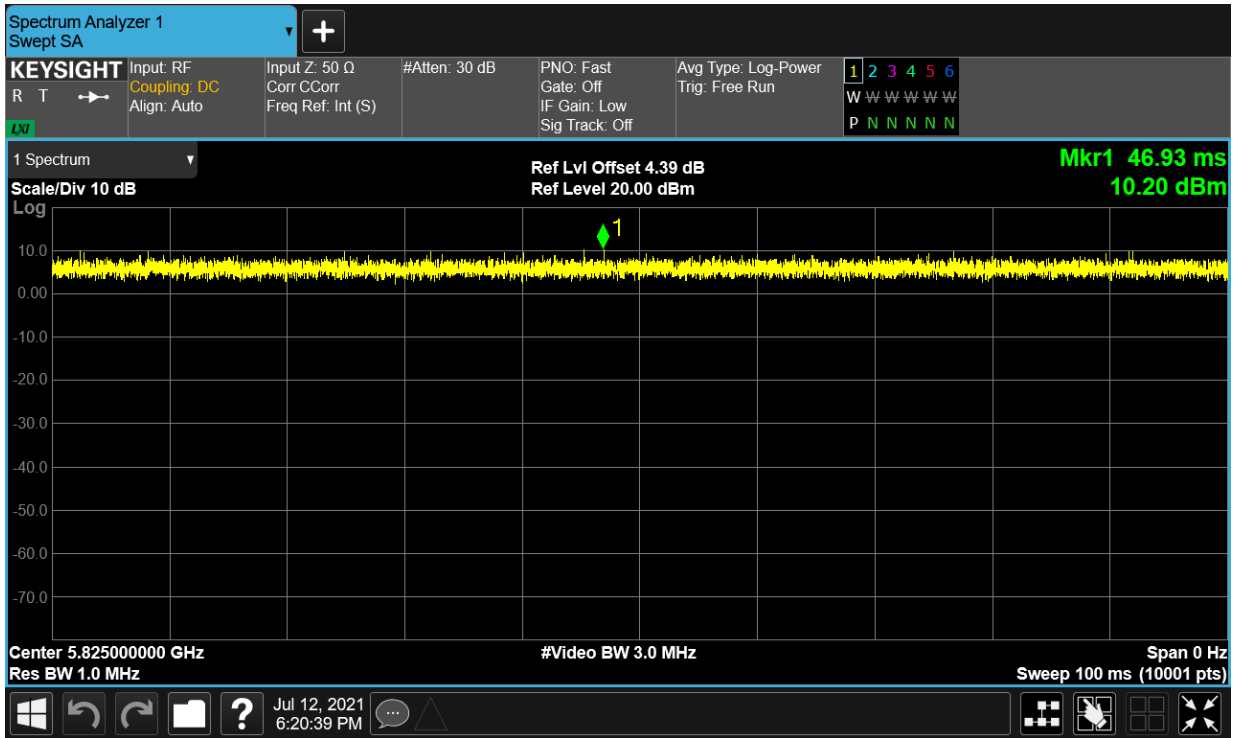 Spectrum Analyzer 1
Swept SA
KEYSIGHT
R T
LXI
Input: RF
Coupling: DC
Align: Auto
Input Z: 50 Ω
Corr CCorr
Freq Ref: Int (S)
#Atten: 30 dB
PNO: Fast
Gate: Off
IF Gain: Low
Sig Track: Off
Avg Type: Log-Power
Trig: Free Run
1 2 3 4 5 6
W W W W W W
P N N N N N
1 Spectrum
Scale/Div 10 dB
Ref Lvl Offset 4.39 dB
Ref Level 20.00 dBm
Mkr1 46.93 ms
10.20 dBm
Log
1
10.0
0.00
-10.0
-20.0
-30.0
-40.0
-50.0
-60.0
-70.0
Center 5.825000000 GHz
#Video BW 3.0 MHz
Span 0 Hz
Res BW 1.0 MHz
Sweep 100 ms (10001 pts)
?
Jul 12, 2021
6:20:39 PM